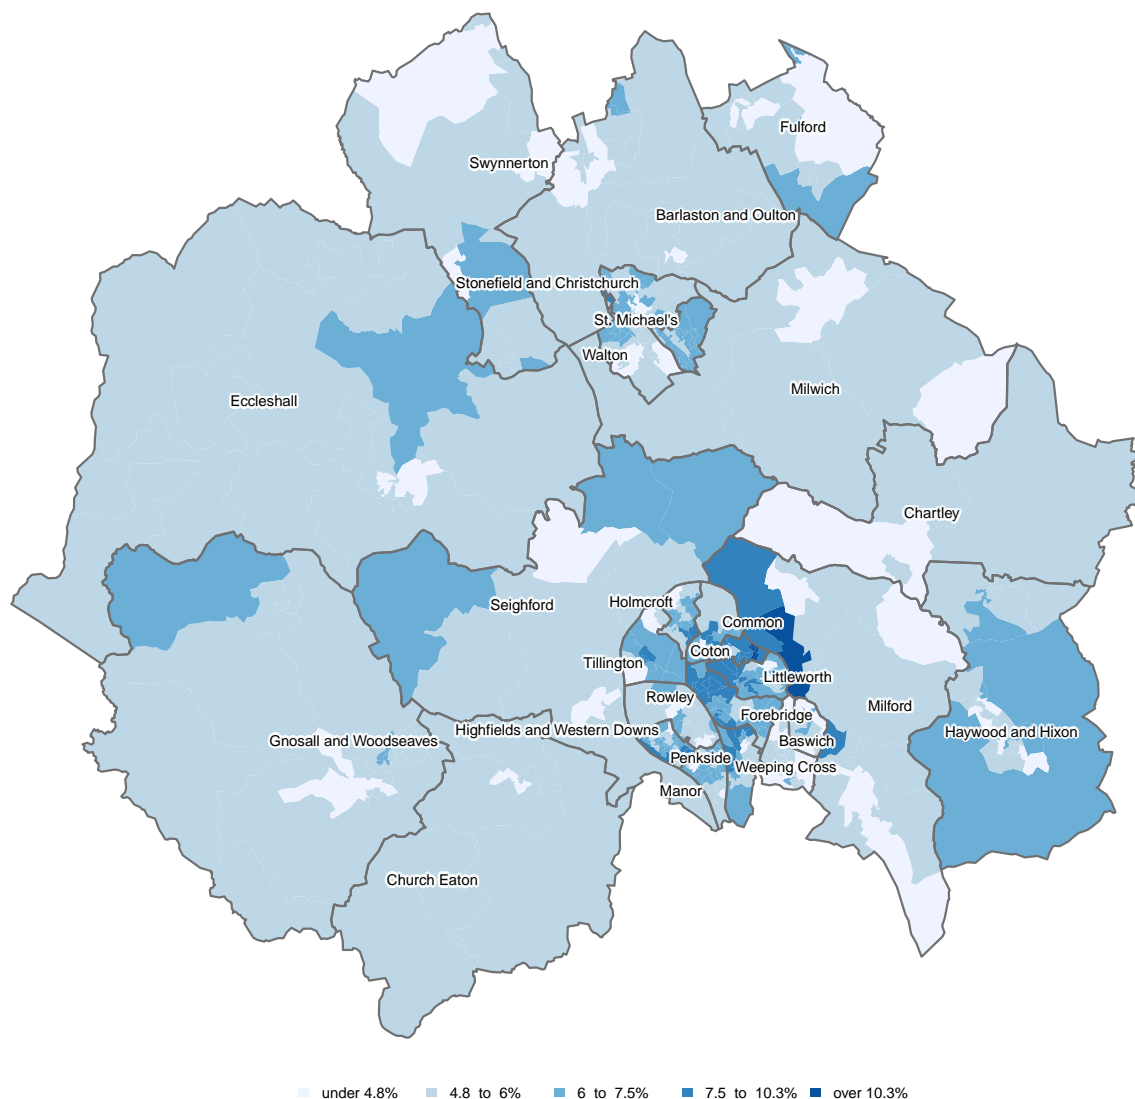 Fulford
Swynnerton
Barlaston and Oulton
Stonefield and Christchurch
St. Michael's
Walton
Milwich
Eccleshall
Chartley
Holmcroft
Seighford
Common
Coton
Tillington
Littleworth
Rowley
Milford
Forebridge
Highfields and Western Downs
Haywood and Hixon
Gnosall and Woodseaves
Baswich
Penkside
Weeping Cross
Manor
Church Eaton
under 4.8% 4.8 to 6% 6 to 7.5% 7.5 to 10.3% over 10.3%